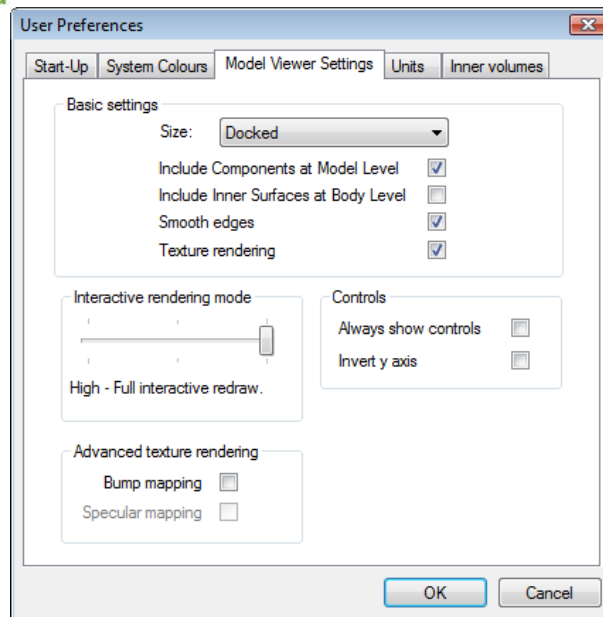 User Preferences
Start-Up System Colours Model Viewer Settings Units Inner volumes
Basic settings
Size: Docked
Include Components at Model Level
Include Inner Surfaces at Body Level
Smooth edges
Texture rendering
Interactive rendering mode
High - Full interactive redraw.
Controls
Always show controls
Invert y axis
Advanced texture rendering
Bump mapping
Specular mapping
OK Cancel